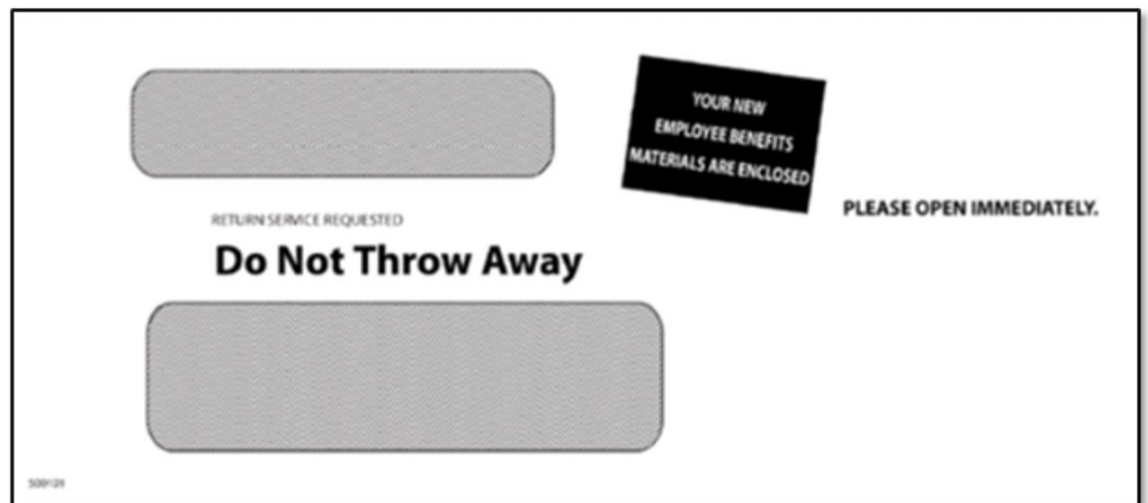 YOUR NEW
EMPLOYEE BENEFITS
MATERIALS ARE ENCLOSED
PLEASE OPEN IMMEDIATELY.
RETURN SERVICE REQUESTED
Do Not Throw Away